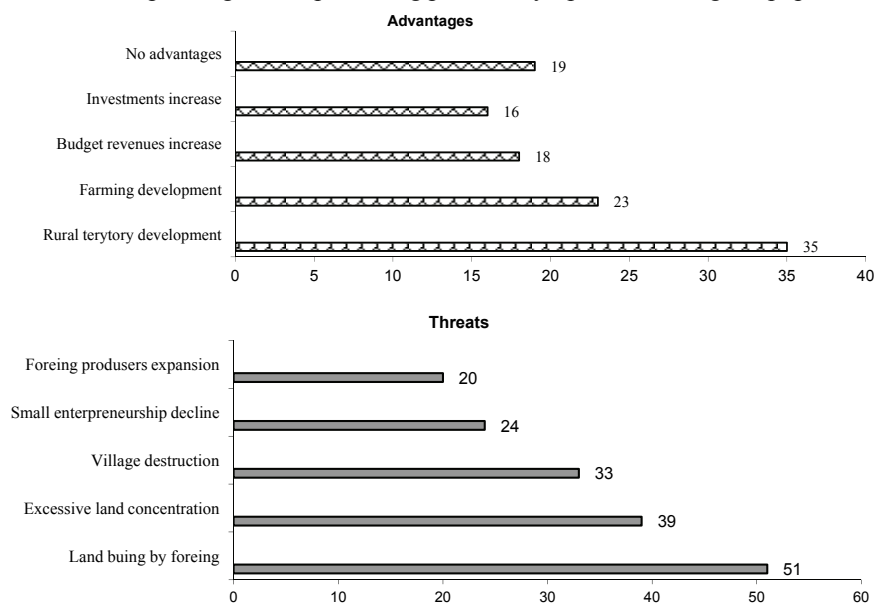 Advantages
No advantages
19
Investments increase
16
Budget revenues increase
18
Farming development
23
Rural terytory development
35
0 5 10 15 20 25 30 35 40
Threats
Foreing produsers expansion
20
Small enterpreneurship decline
24
Village destruction
33
Excessive land concentration
39
Land buing by foreing
51
0 10 20 30 40 50 60